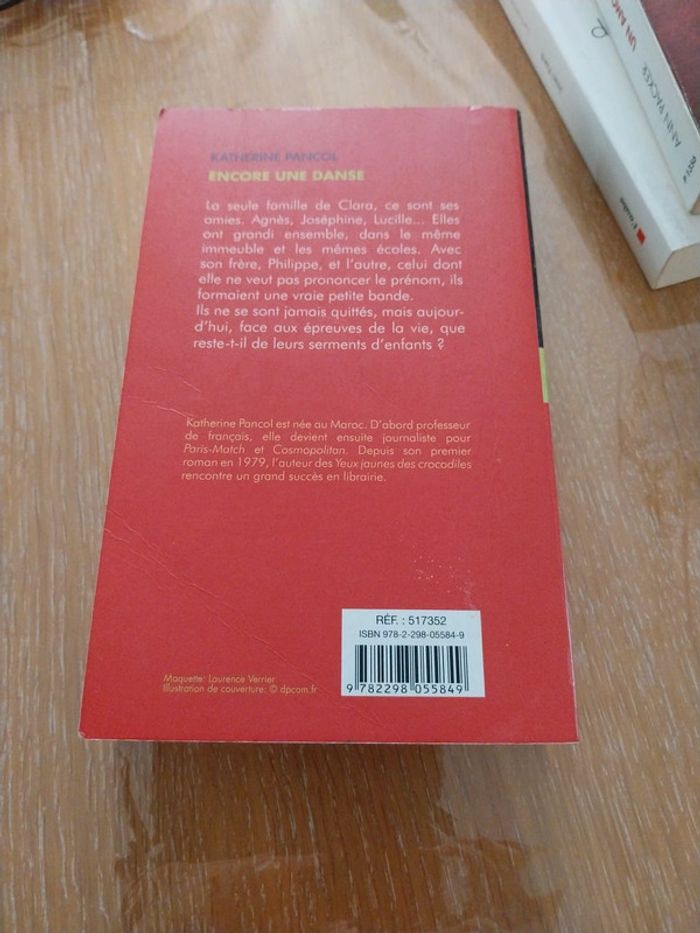 KATHERINE PANCOL
ENCORE UNE DANSE
La seule famille de Clara, ce sont ses
amies. Agnès, Joséphine, Lucille... Elles
ont grandi ensemble, dans le même
immeuble et les mêmes écoles. Avec
son frère, Philippe, et l'autre, celui dont
elle ne veut pas prononcer le prénom, ils
formaient une vraie petite bande.
Ils ne se sont jamais quittés, mais aujour-
d'hui, face aux épreuves de la vie, que
reste-t-il de leurs serments d'enfants ?
Katherine Pancol est née au Maroc. D'abord professeur
de français, elle devient ensuite journaliste pour
Paris-Match et Cosmopolitan. Depuis son premier
roman en 1979, l'auteur des Yeux jaunes des crocodiles
rencontre un grand succès en librairie.
RÉF. : 517352
ISBN 978-2-298-05584-9
9 782298 055849
Maquette: Laurence Verrier
Illustration de couverture: © dpcom.fr
ANN PACKER
UN AMO
l'aube